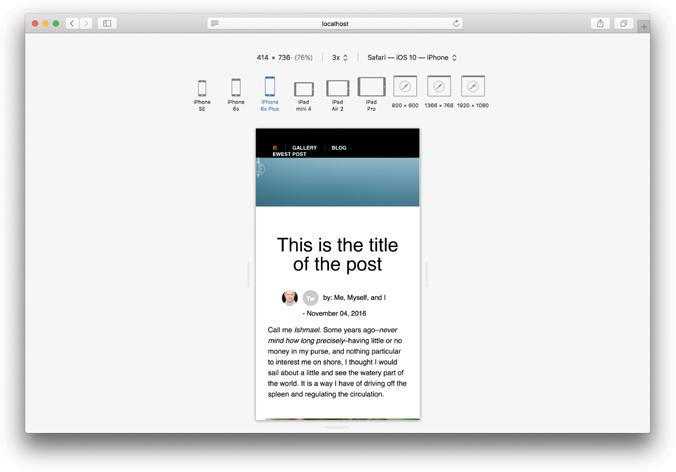 localhost
414 × 736 (76%) 3x Safari — iOS 10 — iPhone
iPhone SE
iPhone 6s
iPhone 6s Plus
iPad mini 4
iPad Air 2
iPad Pro
800 × 600
1366 × 768
1920 × 1080
GALLERY BLOG
EWEST POST
This is the title
of the post
Tw by: Me, Myself, and I
- November 04, 2016
Call me Ishmael. Some years ago–never
mind how long precisely–having little or no
money in my purse, and nothing particular
to interest me on shore, I thought I would
sail about a little and see the watery part of
the world. It is a way I have of driving off the
spleen and regulating the circulation.